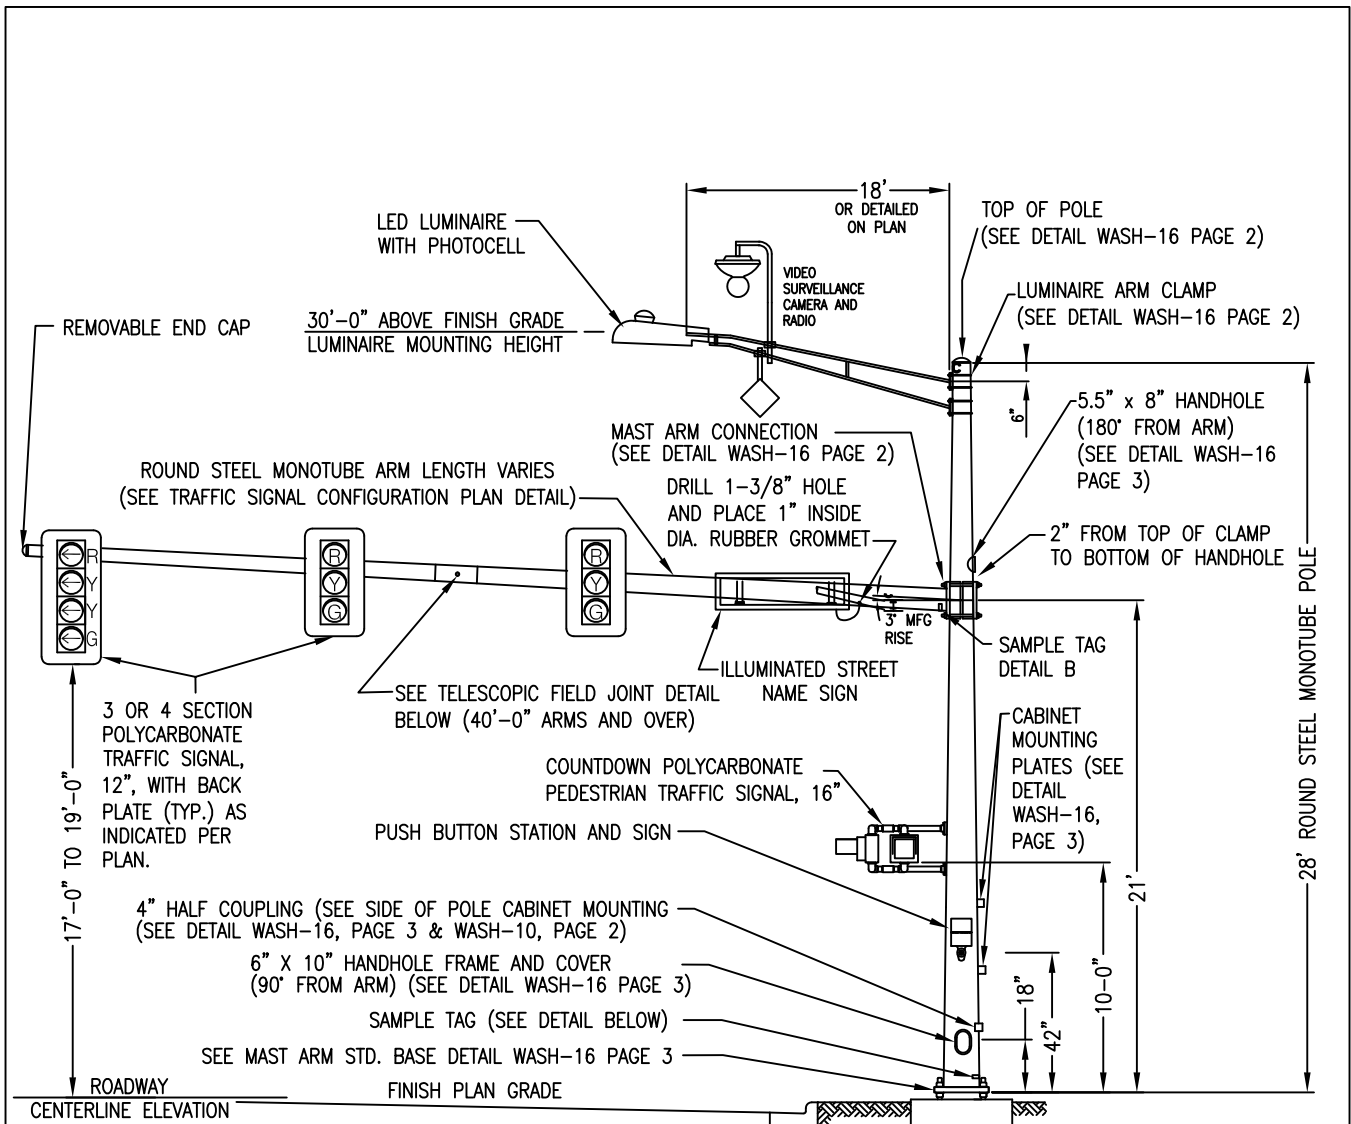 18'
OR DETAILED
ON PLAN
TOP OF POLE
(SEE DETAIL WASH-16 PAGE 2)
LED LUMINAIRE
WITH PHOTOCELL
VIDEO
SURVEILLANCE
CAMERA AND
RADIO
LUMINAIRE ARM CLAMP
(SEE DETAIL WASH-16 PAGE 2)
REMOVABLE END CAP
30'-0" ABOVE FINISH GRADE
LUMINAIRE MOUNTING HEIGHT
6"
5.5" x 8" HANDHOLE
(180° FROM ARM)
(SEE DETAIL WASH-16
PAGE 3)
MAST ARM CONNECTION
(SEE DETAIL WASH-16 PAGE 2)
ROUND STEEL MONOTUBE ARM LENGTH VARIES
(SEE TRAFFIC SIGNAL CONFIGURATION PLAN DETAIL)
DRILL 1-3/8" HOLE
AND PLACE 1" INSIDE
DIA. RUBBER GROMMET
2" FROM TOP OF CLAMP
TO BOTTOM OF HANDHOLE
R
Y
Y
G
R
Y
G
R
Y
G
3° MFG
RISE
SAMPLE TAG
DETAIL B
ILLUMINATED STREET
NAME SIGN
SEE TELESCOPIC FIELD JOINT DETAIL
BELOW (40'-0" ARMS AND OVER)
3 OR 4 SECTION
POLYCARBONATE
TRAFFIC SIGNAL,
12", WITH BACK
PLATE (TYP.) AS
INDICATED PER
PLAN.
17'-0" TO 19'-0"
CABINET
MOUNTING
PLATES (SEE
DETAIL
WASH-16,
PAGE 3)
28' ROUND STEEL MONOTUBE POLE
COUNTDOWN POLYCARBONATE
PEDESTRIAN TRAFFIC SIGNAL, 16"
PUSH BUTTON STATION AND SIGN
21'
4" HALF COUPLING (SEE SIDE OF POLE CABINET MOUNTING
(SEE DETAIL WASH-16, PAGE 3 & WASH-10, PAGE 2)
6" X 10" HANDHOLE FRAME AND COVER
(90° FROM ARM) (SEE DETAIL WASH-16 PAGE 3)
18"
42"
10-0"
SAMPLE TAG (SEE DETAIL BELOW)
SEE MAST ARM STD. BASE DETAIL WASH-16 PAGE 3
ROADWAY
CENTERLINE ELEVATION
FINISH PLAN GRADE